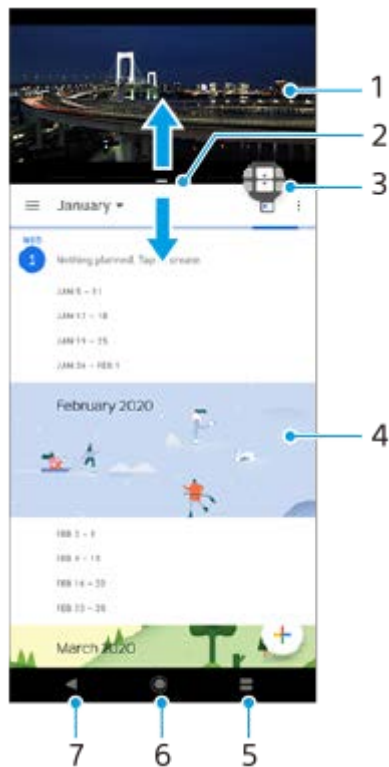 1
2
3
January
WED
1
Nothing planned. Tap create.
JAN 5 – 11
JAN 12 – 18
JAN 19 – 25
JAN 26 – FEB 1
February 2020
4
FEB 2 – 8
FEB 9 – 15
FEB 16 – 22
FEB 23 – 29
March 2020
7
6
5